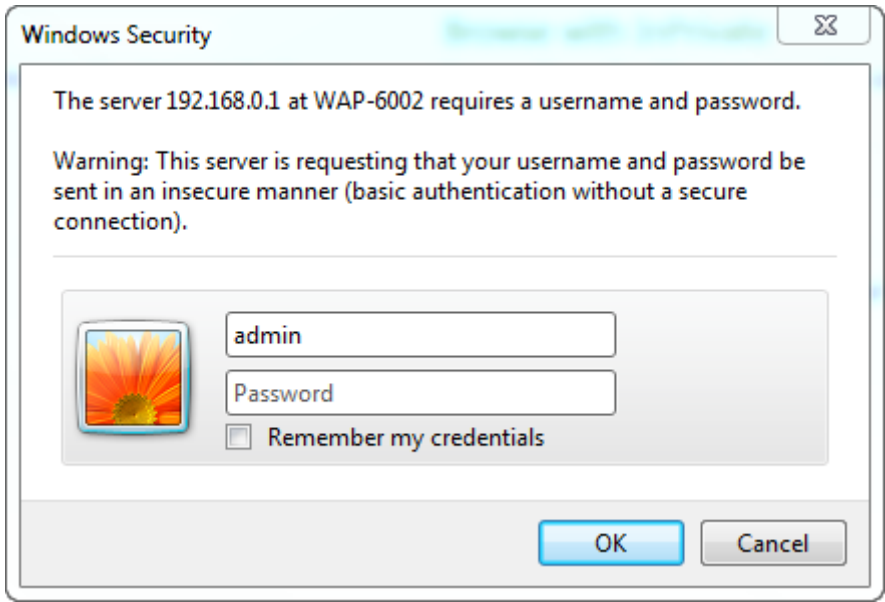 Windows Security
The server 192.168.0.1 at WAP-6002 requires a username and password.
Warning: This server is requesting that your username and password be
sent in an insecure manner (basic authentication without a secure
connection).
admin
Password
Remember my credentials
OK
Cancel